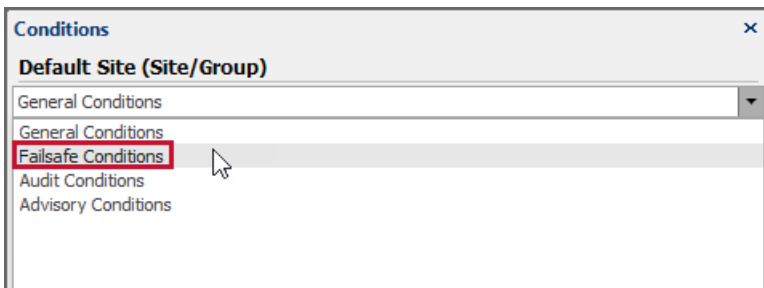 Conditions
Default Site (Site/Group)
General Conditions
General Conditions
Failsafe Conditions
Audit Conditions
Advisory Conditions